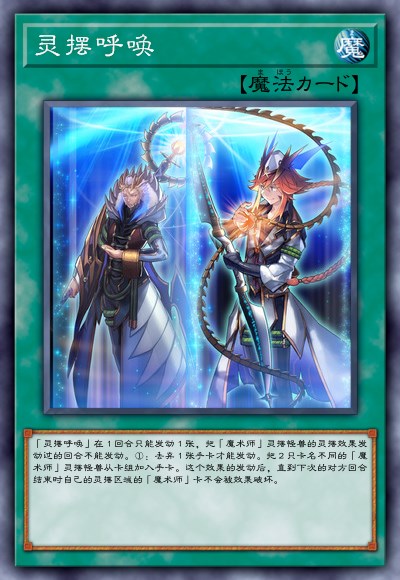 灵摆呼唤
魔
【魔法カード】
まほう
「灵摆呼唤」在１回合只能发动１张，把「魔术师」灵摆怪兽的灵摆效果发
动过的回合不能发动。①：丢弃１张手卡才能发动。把２只卡名不同的「魔
术师」灵摆怪兽从卡组加入手卡。这个效果的发动后，直到下次的对方回合
结束时自己的灵摆区域的「魔术师」卡不会被效果破坏。